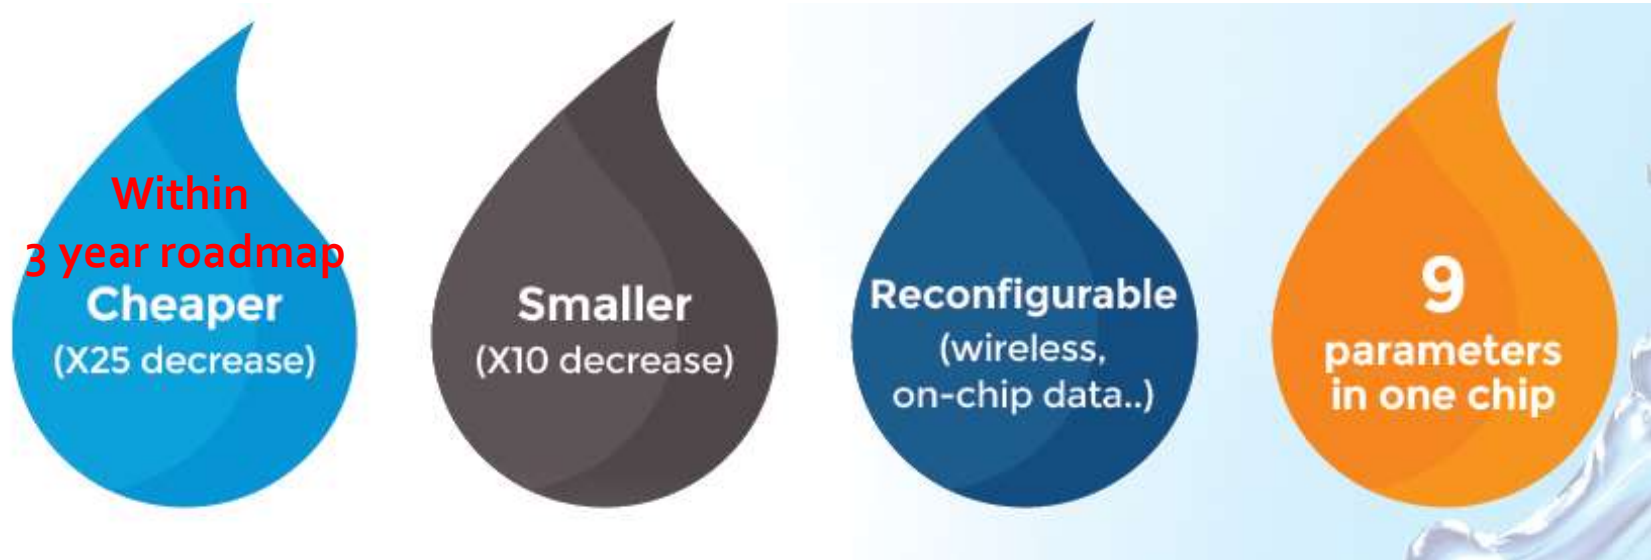 Within
3 year roadmap
Cheaper
(X25 decrease)
Smaller
(X10 decrease)
Reconfigurable
(wireless,
on-chip data..)
9
parameters
in one chip